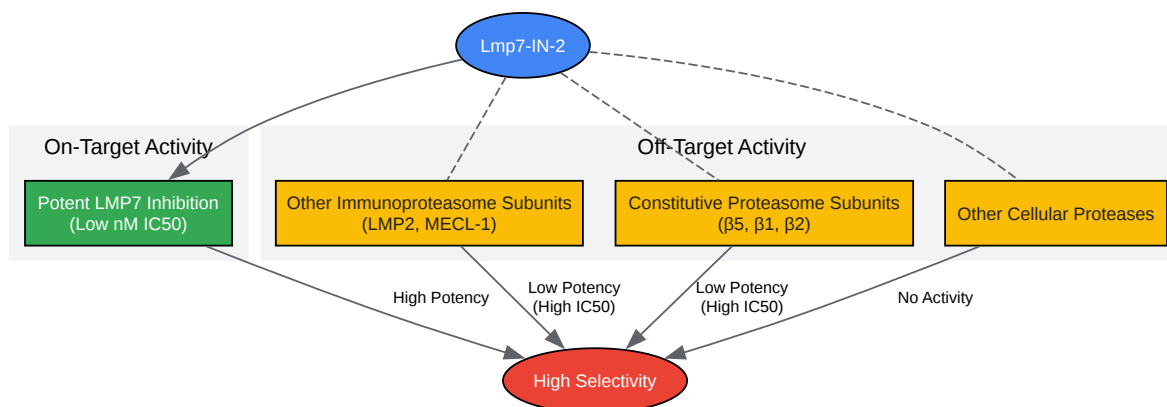 Lmp7-IN-2
On-Target Activity
Off-Target Activity
Potent LMP7 Inhibition
(Low nM IC50)
Other Immunoproteasome Subunits
(LMP2, MECL-1)
Constitutive Proteasome Subunits
(β5, β1, β2)
Other Cellular Proteases
High Potency
Low Potency
(High IC50)
Low Potency
(High IC50)
No Activity
High Selectivity